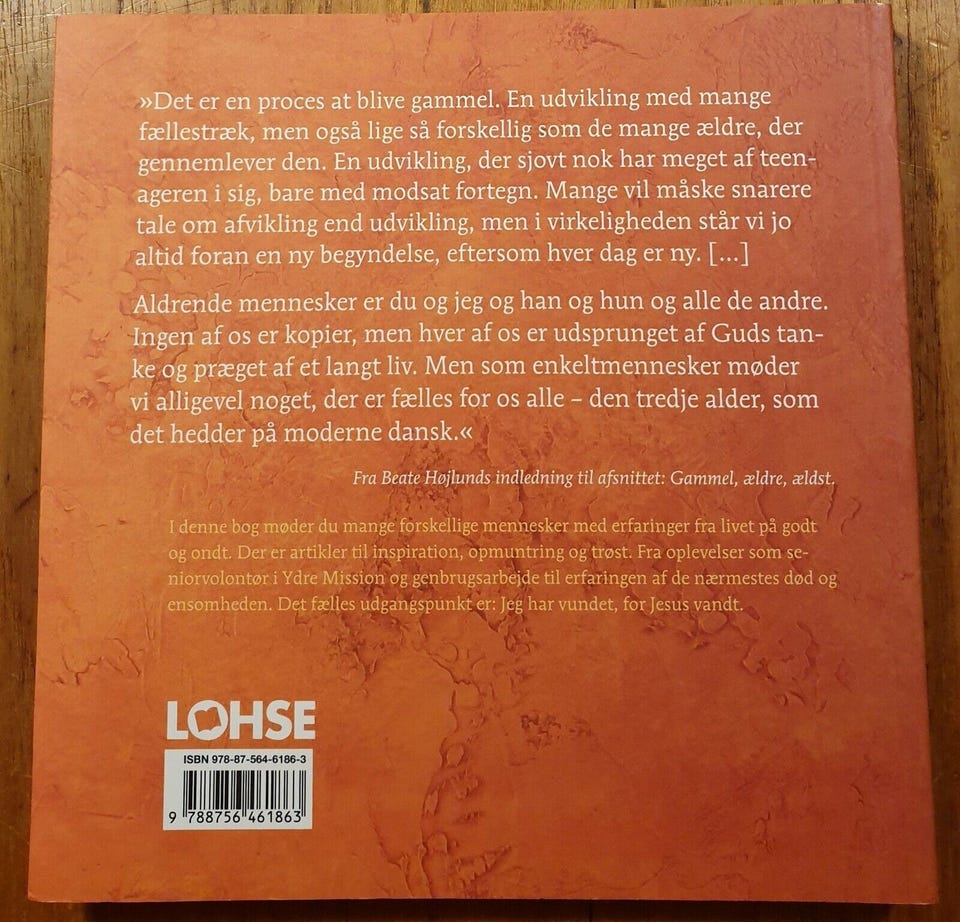 »Det er en proces at blive gammel. En udvikling med mange
fællestræk, men også lige så forskellig som de mange ældre, der
gennemlever den. En udvikling, der sjovt nok har meget af teen-
ageren i sig, bare med modsat fortegn. Mange vil måske snarere
tale om afvikling end udvikling, men i virkeligheden står vi jo
altid foran en ny begyndelse, eftersom hver dag er ny. [...]
Aldrende mennesker er du og jeg og han og hun og alle de andre.
Ingen af os er kopier, men hver af os er udsprunget af Guds tan-
ke og præget af et langt liv. Men som enkeltmennesker møder
vi alligevel noget, der er fælles for os alle – den tredje alder, som
det hedder på moderne dansk.«
Fra Beate Højlunds indledning til afsnittet: Gammel, ældre, ældst.
I denne bog møder du mange forskellige mennesker med erfaringer fra livet på godt
og ondt. Der er artikler til inspiration, opmuntring og trøst. Fra oplevelser som se-
niorvolontør i Ydre Mission og genbrugsarbejde til erfaringen af de nærmestes død og
ensomheden. Det fælles udgangspunkt er: Jeg har vundet, for Jesus vandt.
LOHSE
ISBN 978-87-564-6186-3
9 788756 461863